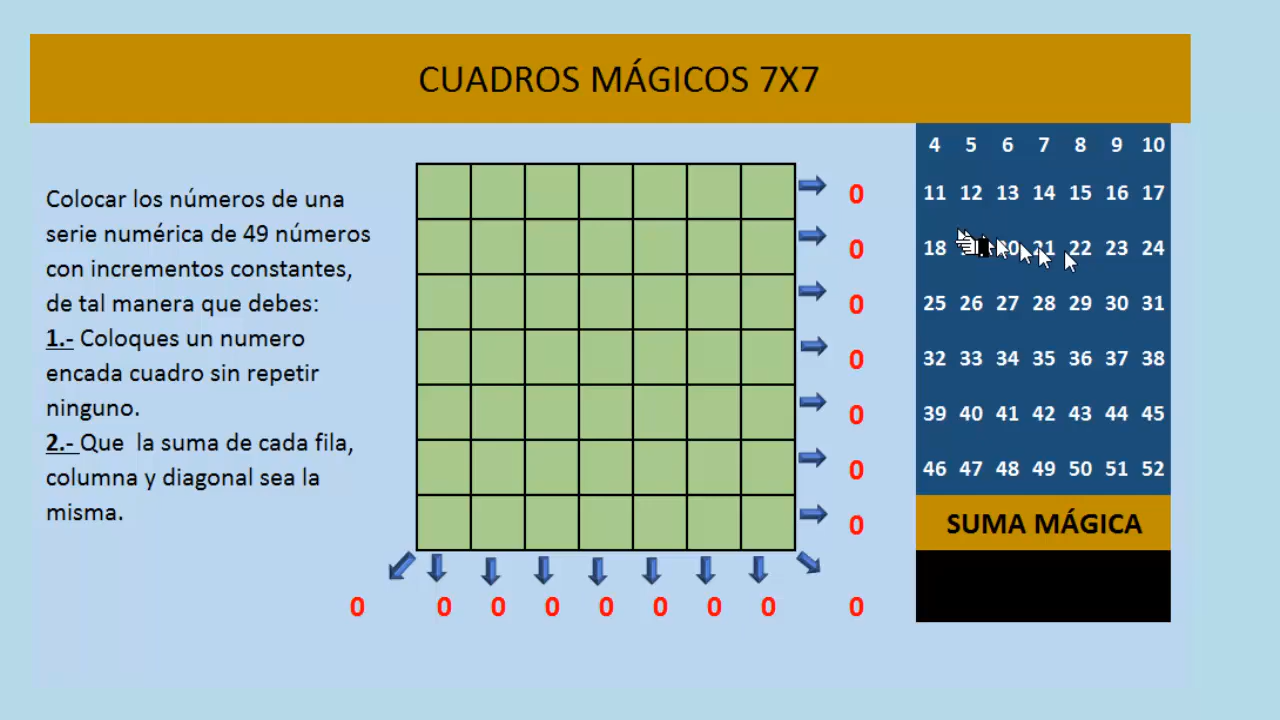 CUADROS MÁGICOS 7X7
Colocar los números de una
serie numérica de 49 números
con incrementos constantes,
de tal manera que debes:
1.- Coloques un numero
encada cuadro sin repetir
ninguno.
2.- Que la suma de cada fila,
columna y diagonal sea la
misma.
0
0
0
0
0
0
0
0 0 0 0 0 0 0 0 0
4 5 6 7 8 9 10
11 12 13 14 15 16 17
18 21 22 23 24
25 26 27 28 29 30 31
32 33 34 35 36 37 38
39 40 41 42 43 44 45
46 47 48 49 50 51 52
SUMA MÁGICA